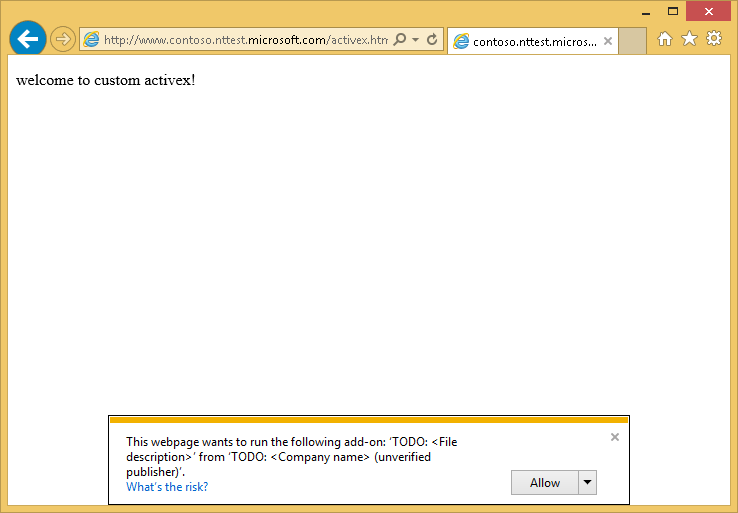 http://www.contoso.nttest.microsoft.com/activex.htm
contoso.nttest.micros...
welcome to custom activex!
This webpage wants to run the following add-on: 'TODO: <File
description>' from 'TODO: <Company name> (unverified
publisher)'.
What's the risk?
Allow